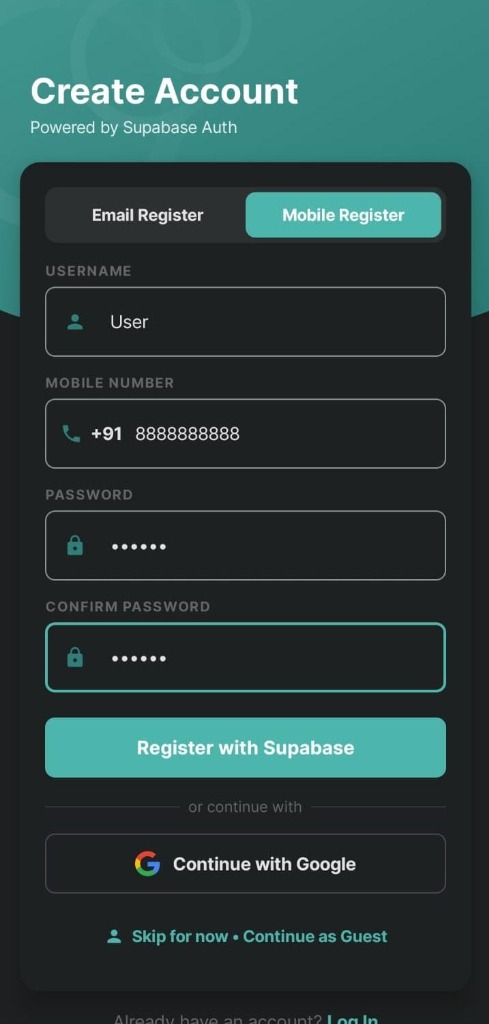 Create Account
Powered by Supabase Auth
Email Register
Mobile Register
USERNAME
User
MOBILE NUMBER
+91 8888888888
PASSWORD
••••••
CONFIRM PASSWORD
••••••
Register with Supabase
or continue with
Continue with Google
Skip for now • Continue as Guest
Already have an account? Log In